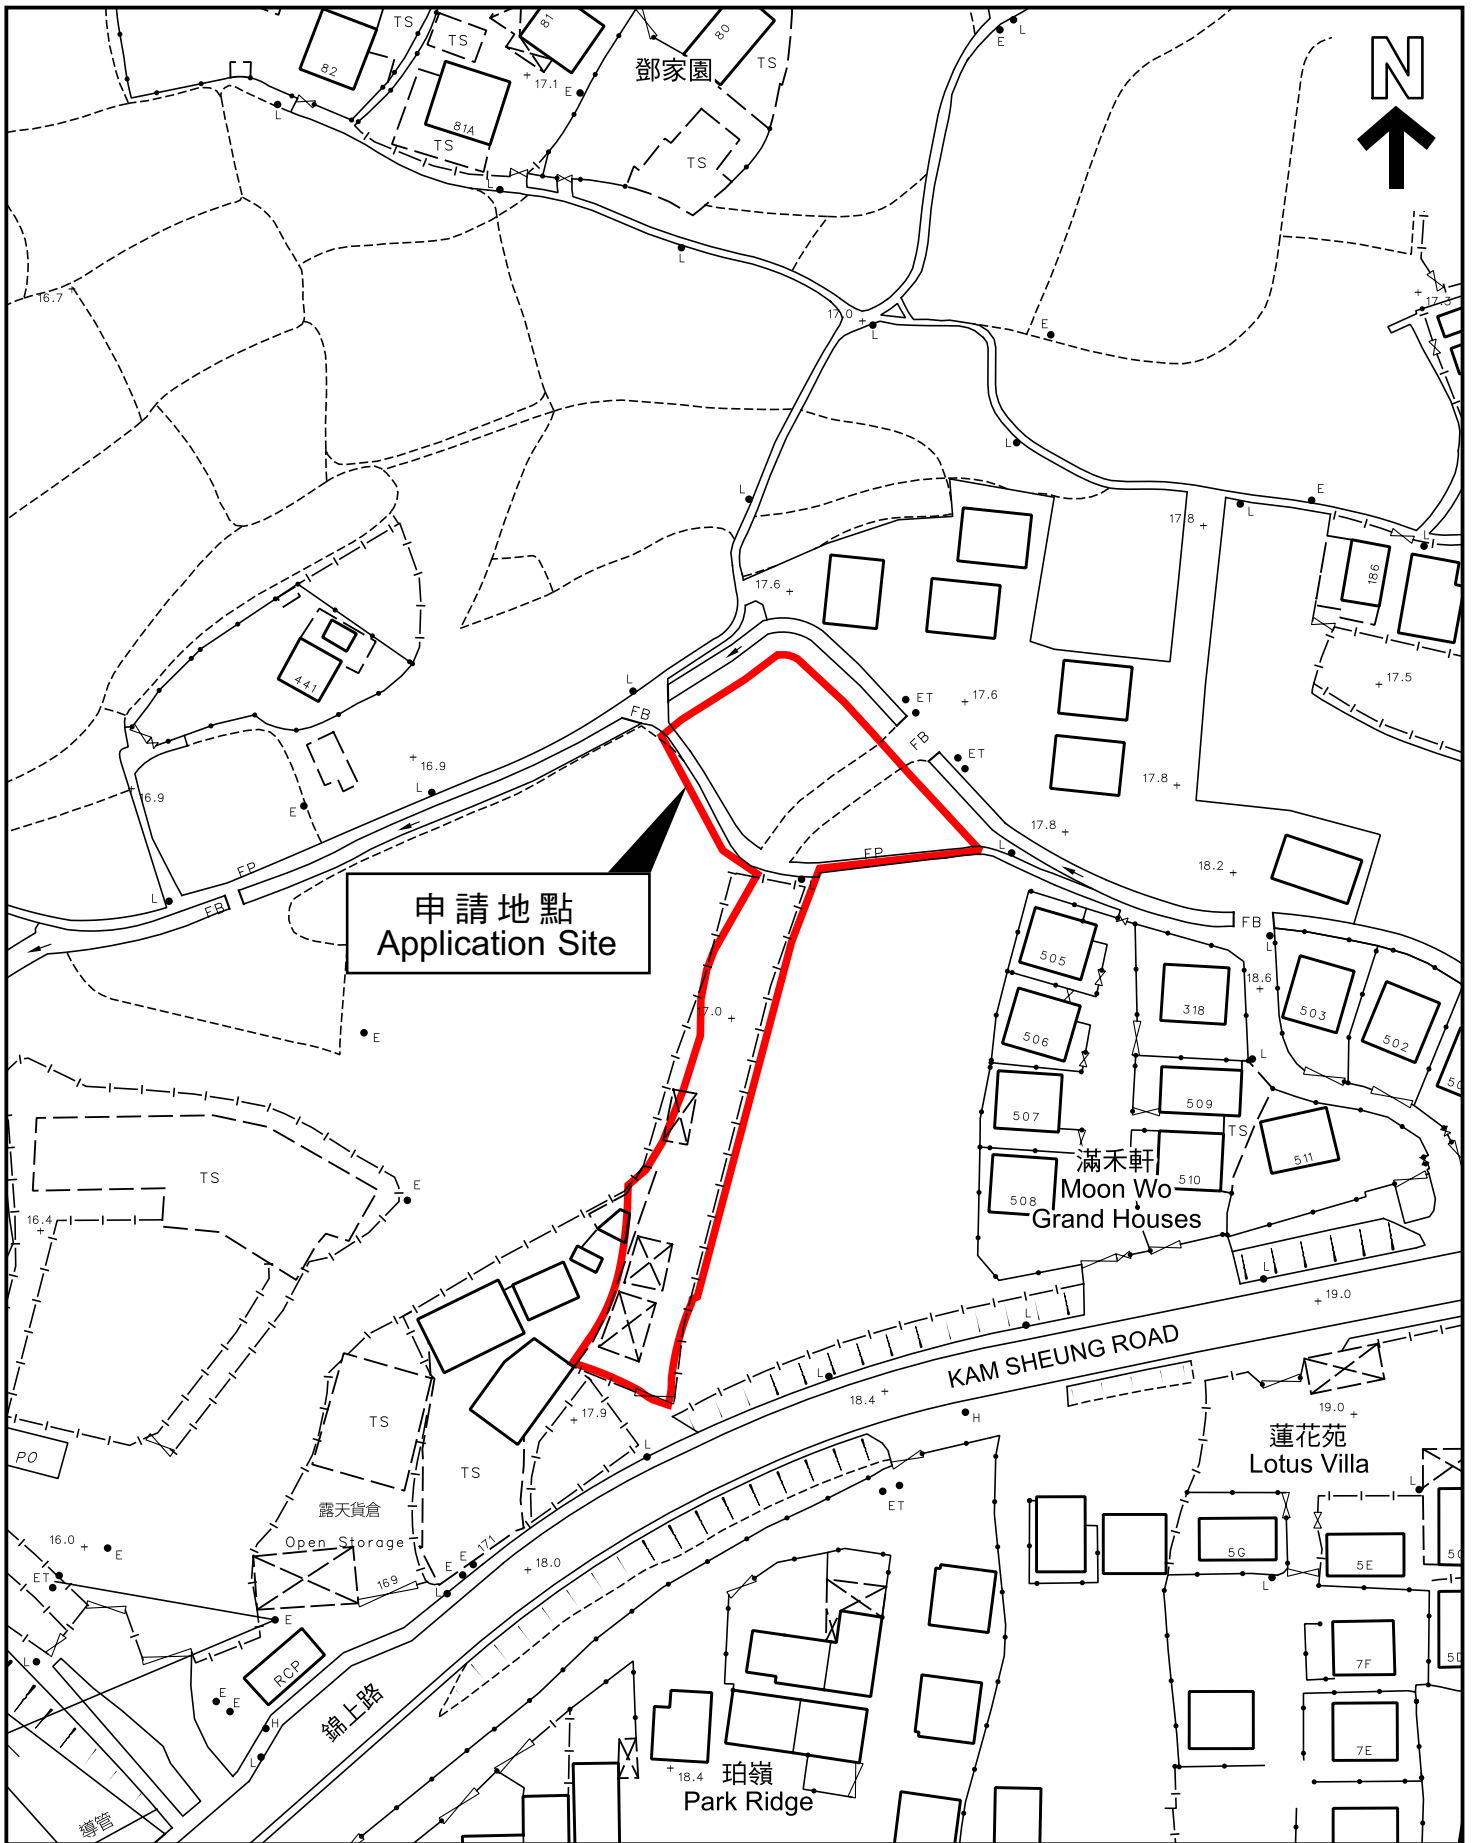 82
TS
TS
81
80
鄧家園
TS
N
17.1
E
L
E
L
81A
TS
TS
L
L
16.7
17.0
L
E
17.3
L
L
17.8
L
E
L
186
17.6
441
L
FB
17.6
ET
17.5
FB
ET
16.9
L
16.9
E
17.8
17.8
L
FP
FP
18.2
L
FB
申請地點
Application Site
FB
L
505
318
18.6
503
502
17.0
E
506
L
507
509
TS
511
滿禾軒
Moon Wo
Grand Houses
508
510
TS
E
16.4
L
19.0
L
KAM SHEUNG ROAD
L
18.4
H
19.0
蓮花苑
Lotus Villa
17.9
L
TS
PO
TS
露天貨倉
Open Storage
L
ET
16.0
E
17.1
E
E
18.0
5G
5E
L
169
L
ET
E
L
RCP
7F
E
E
H
L
錦上路
18.4
珀嶺
Park Ridge
7E
導管